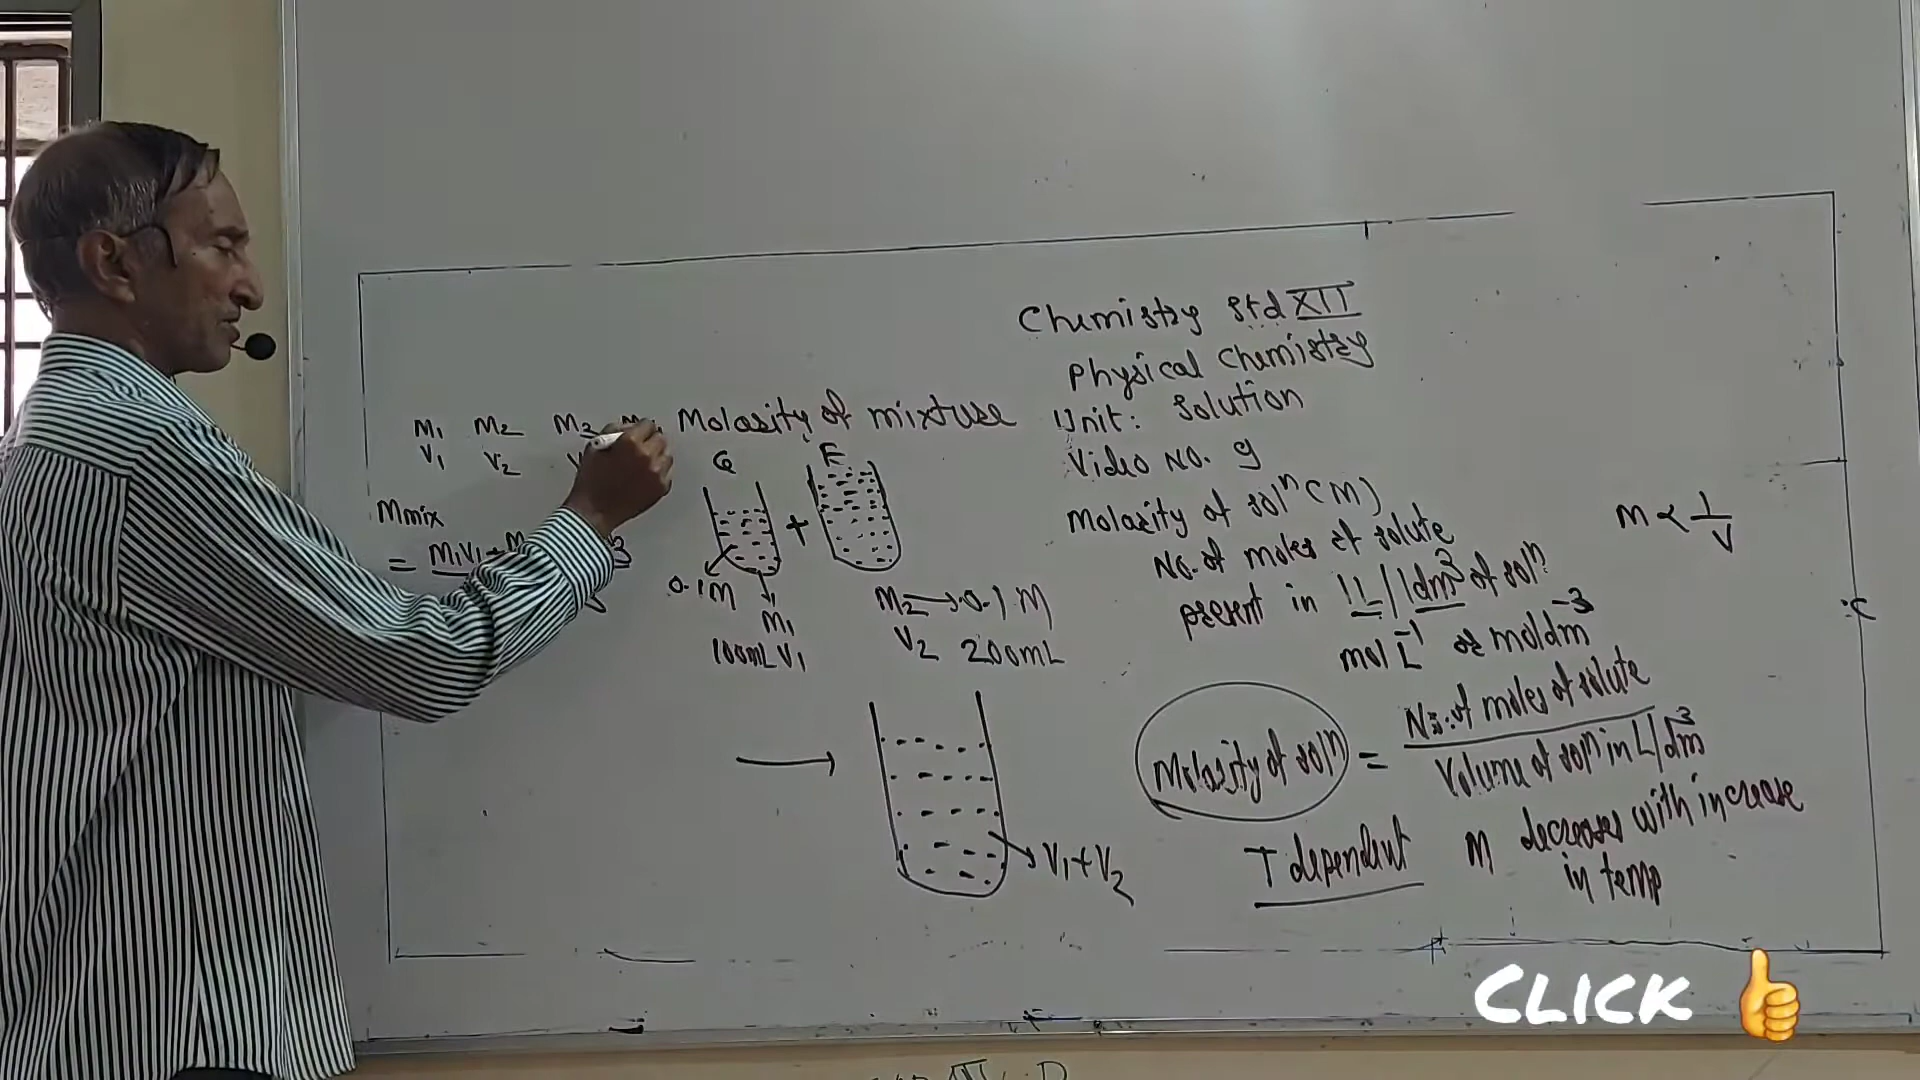 Chemistry std XII
Physical chemistry
Unit: Solution
Video No. 9
Molarity of solⁿ (M)
No. of moles of solute
present in 1L/1dm³ of solⁿ
mol L⁻¹ or moldm⁻³
Molarity of solⁿ = No. of moles of solute
Volume of solⁿ in L/dm³
T dependent M decreases with increase
in temp
M ∝ 1/V
Molarity of mixture
M₁ M₂ M₃
V₁ V₂ V
Mmix
= M₁V₁ + M
G F
+
0.1M
M₁
100mL V₁
M₂ → 0.1 M
V₂ 200mL
→ V₁+V₂
°C
CLICK